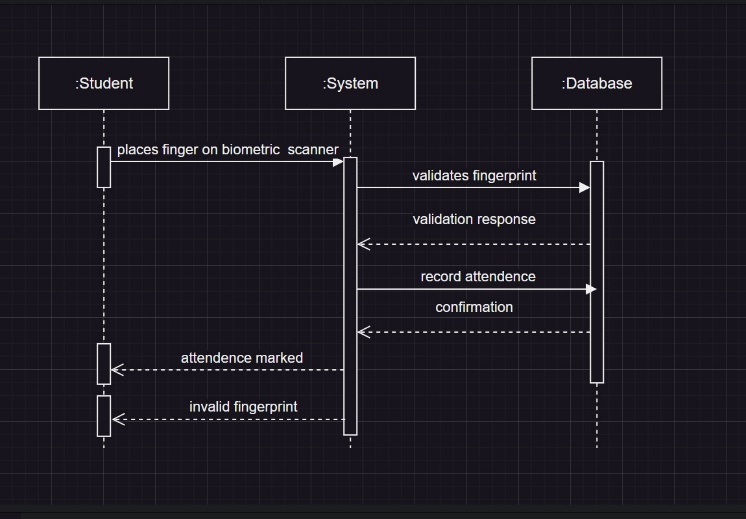 :Student
:System
:Database
places finger on biometric scanner
validates fingerprint
validation response
record attendence
confirmation
attendence marked
invalid fingerprint